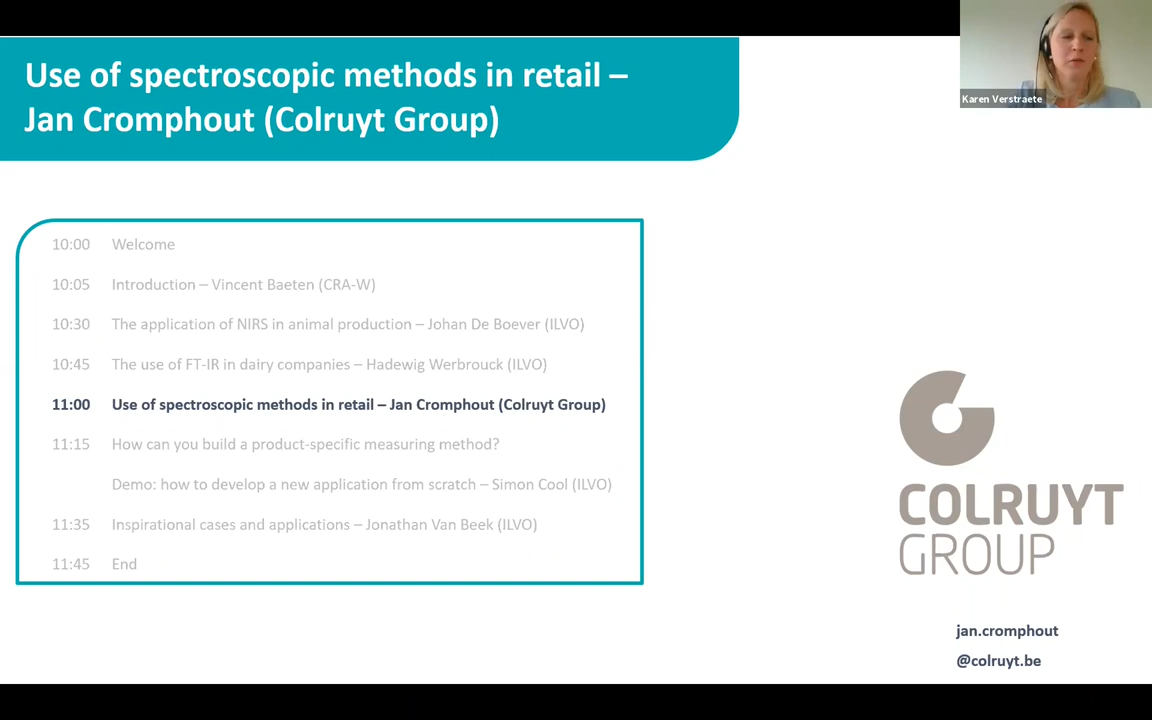 Use of spectroscopic methods in retail –
Jan Cromphout (Colruyt Group)
Karen Verstraete
10:00 Welcome
10:05 Introduction – Vincent Baeten (CRA-W)
10:30 The application of NIRS in animal production – Johan De Boever (ILVO)
10:45 The use of FT-IR in dairy companies – Hadewig Werbrouck (ILVO)
11:00 Use of spectroscopic methods in retail – Jan Cromphout (Colruyt Group)
11:15 How can you build a product-specific measuring method?
Demo: how to develop a new application from scratch – Simon Cool (ILVO)
11:35 Inspirational cases and applications – Jonathan Van Beek (ILVO)
11:45 End
COLRUYT
GROUP
jan.cromphout
@colruyt.be